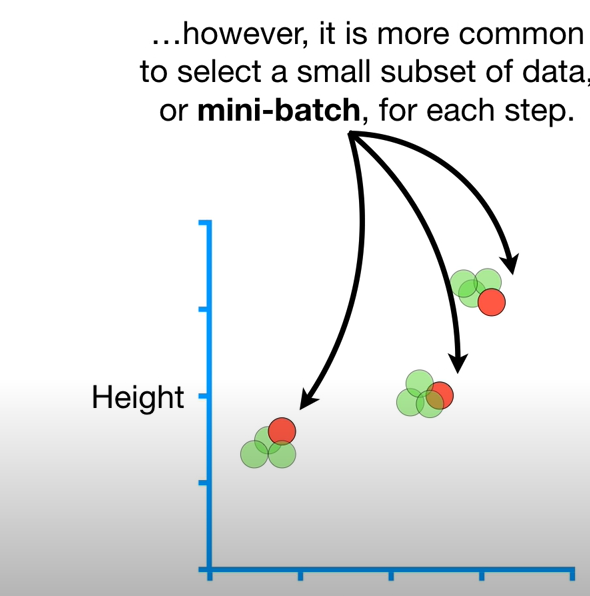 …however, it is more common
to select a small subset of data,
or mini-batch, for each step.
Height